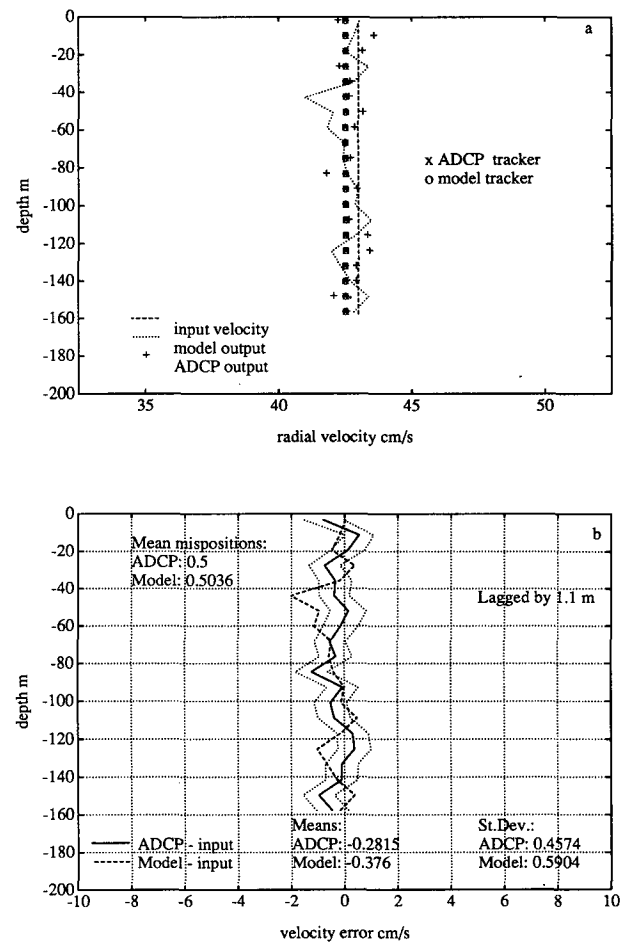 a
0
-20
-40
-60
-80
-100
-120
-140
-160
-180
-200
depth m
x ADCP tracker
o model tracker
input velocity
model output
+ ADCP output
35 40 45 50
radial velocity cm/s
b
0
-20
-40
-60
-80
-100
-120
-140
-160
-180
-200
depth m
Mean mispositions:
ADCP: 0.5
Model: 0.5036
Lagged by 1.1 m
ADCP - input
Model - input
Means:
ADCP: -0.2815
Model: -0.376
St.Dev.:
ADCP: 0.4574
Model: 0.5904
-10 -8 -6 -4 -2 0 2 4 6 8 10
velocity error cm/s